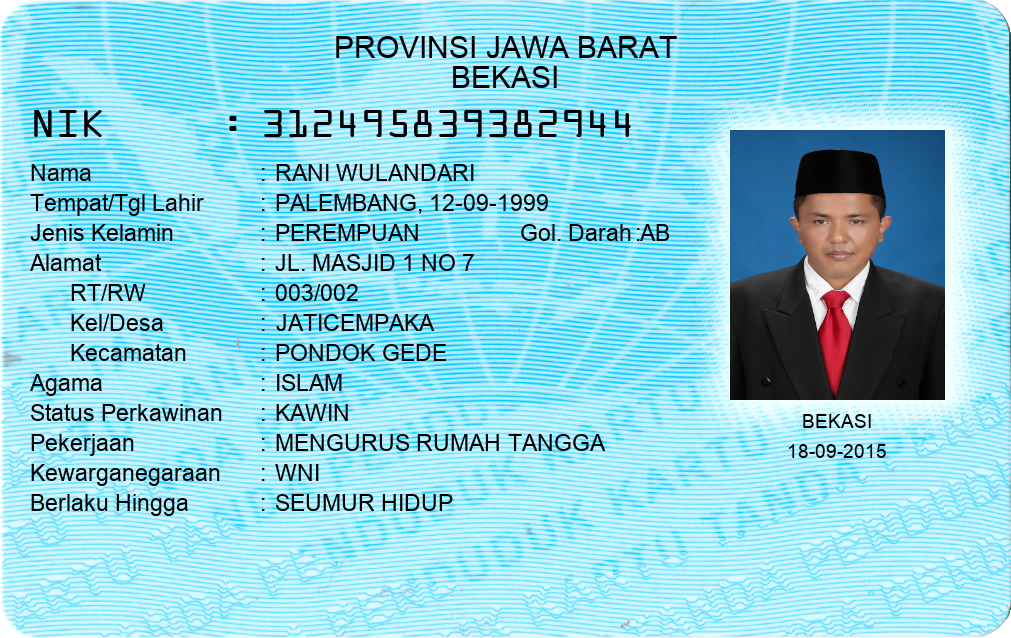 PROVINSI JAWA BARAT
BEKASI
NIK : 312495839382944
Nama : RANI WULANDARI
Tempat/Tgl Lahir : PALEMBANG, 12-09-1999
Jenis Kelamin : PEREMPUAN Gol. Darah :AB
Alamat : JL. MASJID 1 NO 7
RT/RW : 003/002
Kel/Desa : JATICEMPAKA
Kecamatan : PONDOK GEDE
Agama : ISLAM
Status Perkawinan : KAWIN
Pekerjaan : MENGURUS RUMAH TANGGA
Kewarganegaraan : WNI
Berlaku Hingga : SEUMUR HIDUP
BEKASI
18-09-2015